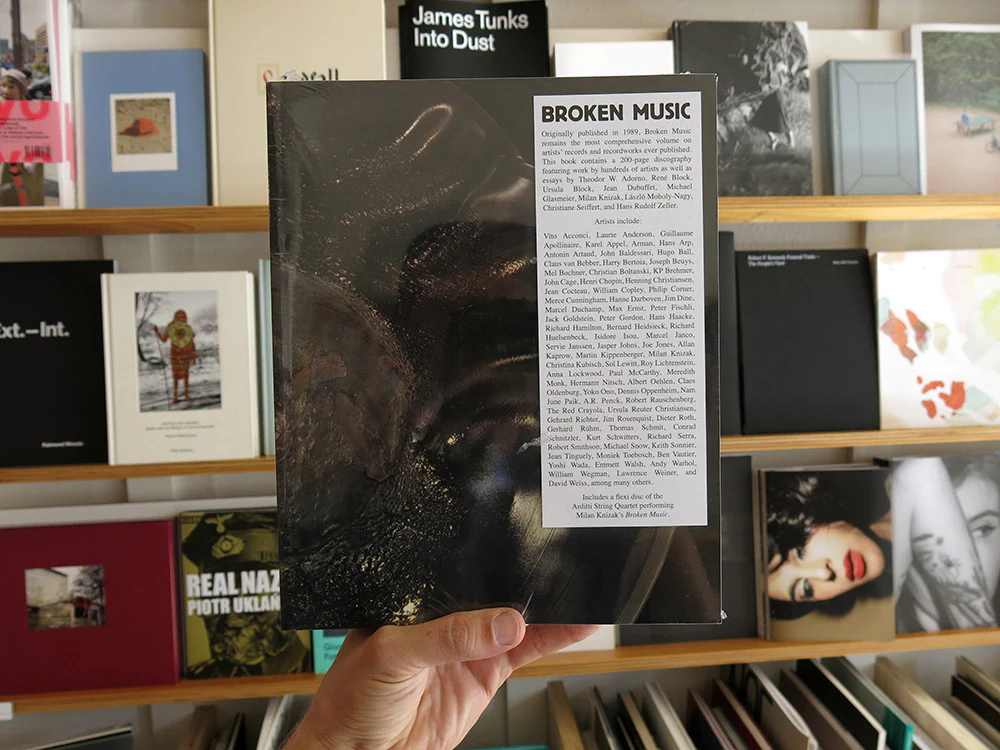 James Tunks
Into Dust
BROKEN MUSIC
Originally published in 1989, Broken Music
remains the most comprehensive volume on
artists' records and recordworks ever published.
This book contains a 200-page discography
featuring work by hundreds of artists as well as
essays by Theodor W. Adorno, René Block,
Ursula Block, Jean Dubuffet, Michael
Glasmeier, Milan Knizak, László Moholy-Nagy,
Christiane Seiffert, and Hans Rudolf Zeller.
Artists include:
Vito Acconci, Laurie Anderson, Guillaume
Apollinaire, Karel Appel, Arman, Hans Arp,
Antonin Artaud, John Baldessari, Hugo Ball,
Claus van Bebber, Harry Bertoia, Joseph Beuys,
Mel Bochner, Christian Boltanski, KP Brehmer,
John Cage, Henri Chopin, Henning Christiansen,
Jean Cocteau, William Copley, Philip Corner,
Merce Cunningham, Hanne Darboven, Jim Dine,
Marcel Duchamp, Max Ernst, Peter Fischli,
Jack Goldstein, Peter Gordon, Hans Haacke,
Richard Hamilton, Bernard Heidsieck, Richard
Huelsenbeck, Isidore Isou, Marcel Janco,
Servie Janssen, Jasper Johns, Joe Jones, Allan
Kaprow, Martin Kippenberger, Milan Knizak,
Christina Kubisch, Sol Lewitt, Roy Lichtenstein,
Anna Lockwood, Paul McCarthy, Meredith
Monk, Hermann Nitsch, Albert Oehlen, Claes
Oldenburg, Yoko Ono, Dennis Oppenheim, Nam
June Paik, A.R. Penck, Robert Rauschenberg,
The Red Crayola, Ursula Reuter Christiansen,
Gehrard Richter, Jim Rosenquist, Dieter Roth,
Gerhard Rühm, Thomas Schmit, Conrad
Schnitzler, Kurt Schwitters, Richard Serra,
Robert Smithson, Michael Snow, Keith Sonnier,
Jean Tinguely, Moniek Toebosch, Ben Vautier,
Yoshi Wada, Emmett Walsh, Andy Warhol,
William Wegman, Lawrence Weiner, and
David Weiss, among many others.
Includes a flexi disc of the
Arditti String Quartet performing
Milan Knizak's Broken Music.
Ext.–Int.
REAL NAZ
PIOTR UKLAŃ